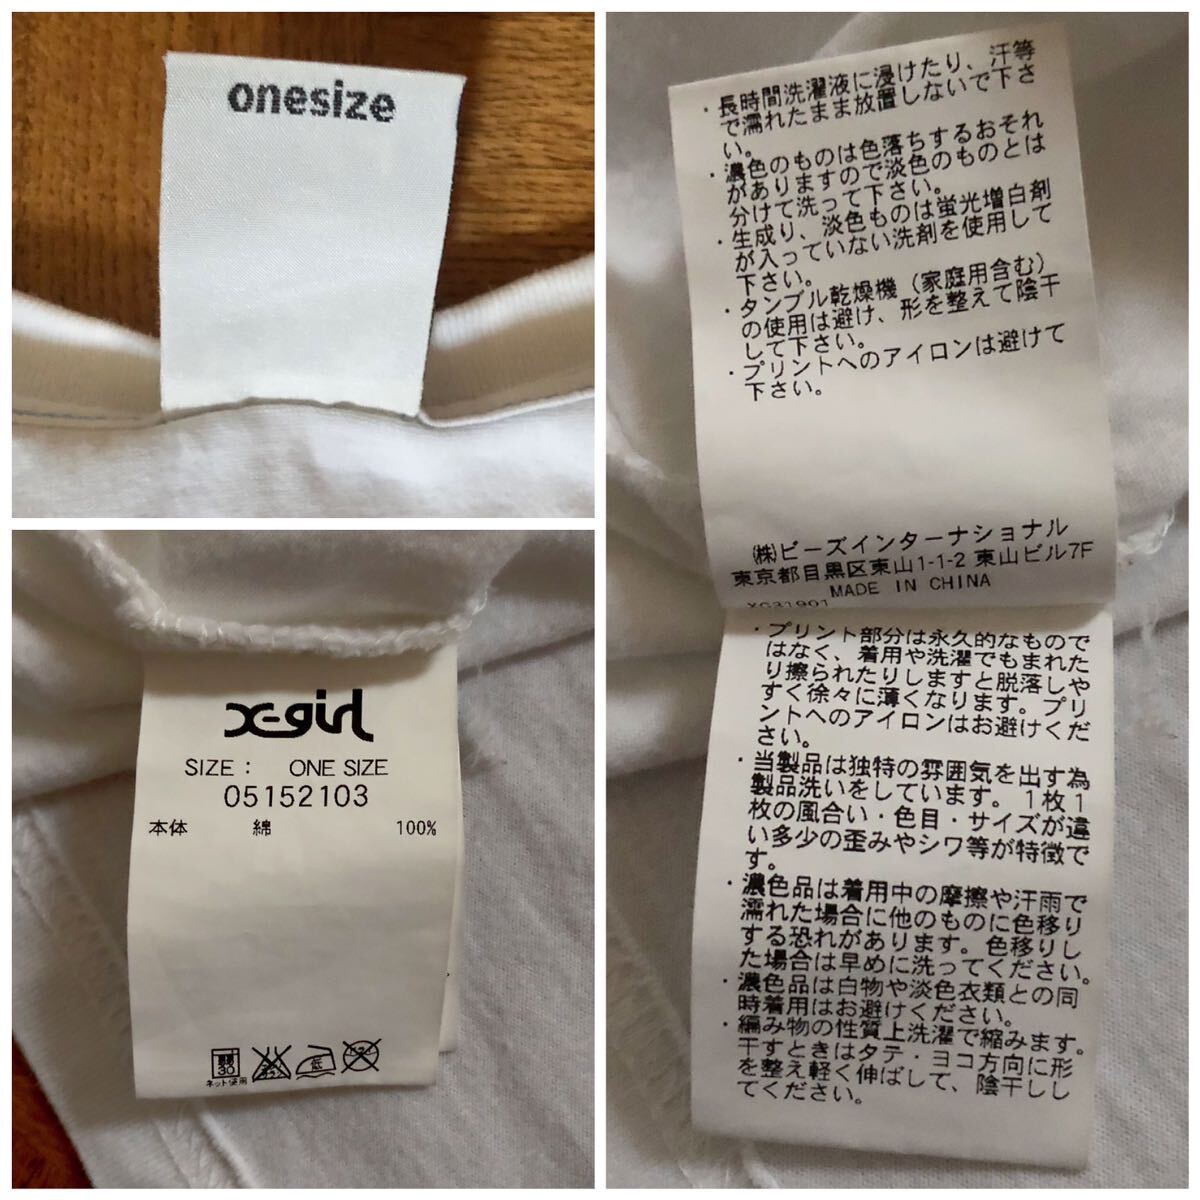 onesize
X-girl
SIZE： ONE SIZE
05152103
本体 綿 100%
弱
30
ネット使用
低
・長時間洗濯液に浸けたり、汗等
で濡れたまま放置しないで下さ
い。
・濃色のものは色落ちするおそれ
がありますので淡色のものとは
分けて洗って下さい。
・生成り、淡色ものは蛍光増白剤
が入っていない洗剤を使用して
下さい。
・タンブル乾燥機（家庭用含む）
の使用は避け、形を整えて陰干
して下さい。
・プリントへのアイロンは避けて
下さい。
㈱ビーズインターナショナル
東京都目黒区東山1-1-2 東山ビル7F
MADE IN CHINA
・プリント部分は永久的なもので
はなく、着用や洗濯でもまれた
り擦られたりしますと脱落しや
すく徐々に薄くなります。プリ
ントへのアイロンはお避けくだ
さい。
・当製品は独特の雰囲気を出す為
製品洗いをしています。1枚1
枚の風合い・色目・サイズが違
い多少の歪みやシワ等が特徴で
す。
・濃色品は着用中の摩擦や汗雨で
濡れた場合に他のものに色移り
する恐れがあります。色移りし
た場合は早めに洗ってください。
・濃色品は白物や淡色衣類との同
時着用はお避けください。
・編み物の性質上洗濯で縮みます。
干すときはタテ・ヨコ方向に形
を整え軽く伸ばして、陰干しし
てください。